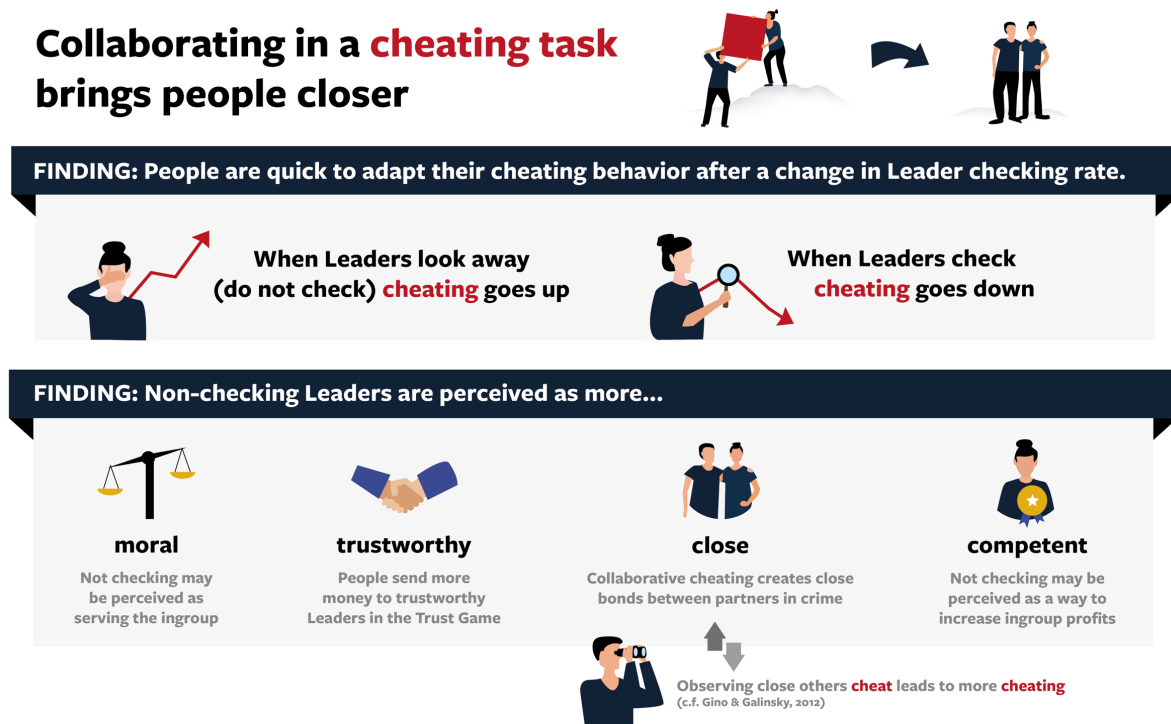 Collaborating in a cheating task
brings people closer
FINDING: People are quick to adapt their cheating behavior after a change in Leader checking rate.
When Leaders look away
(do not check) cheating goes up
When Leaders check
cheating goes down
FINDING: Non-checking Leaders are perceived as more...
moral
Not checking may
be perceived as
serving the ingroup
trustworthy
People send more
money to trustworthy
Leaders in the Trust Game
close
Collaborative cheating creates close
bonds between partners in crime
competent
Not checking may be
perceived as a way to
increase ingroup profits
Observing close others cheat leads to more cheating
(c.f. Gino & Galinsky, 2012)